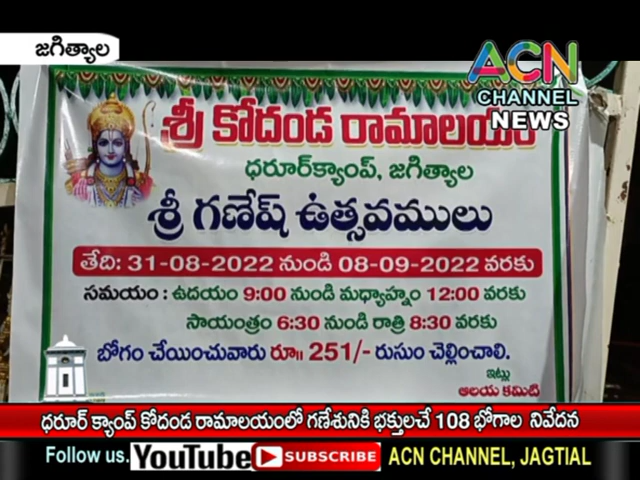 జగిత్యాల
ACN
CHANNEL
NEWS
శ్రీ కోదండ రామాలయం
ధరూర్‌క్యాంప్, జగిత్యాల
శ్రీ గణేష్ ఉత్సవములు
తేది: 31-08-2022 నుండి 08-09-2022 వరకు
సమయం : ఉదయం 9:00 నుండి మధ్యాహ్నం 12:00 వరకు
సాయంత్రం 6:30 నుండి రాత్రి 8:30 వరకు
బోగం చేయించువారు రూ॥ 251/- రుసుం చెల్లించాలి.
ఇట్లు
ఆలయ కమిటి
ధరూర్ క్యాంప్ కోదండ రామాలయంలో గణేశునికి భక్తులచే 108 భోగాల నివేదన
Follow us. YouTube SUBSCRIBE ACN CHANNEL, JAGTIAL